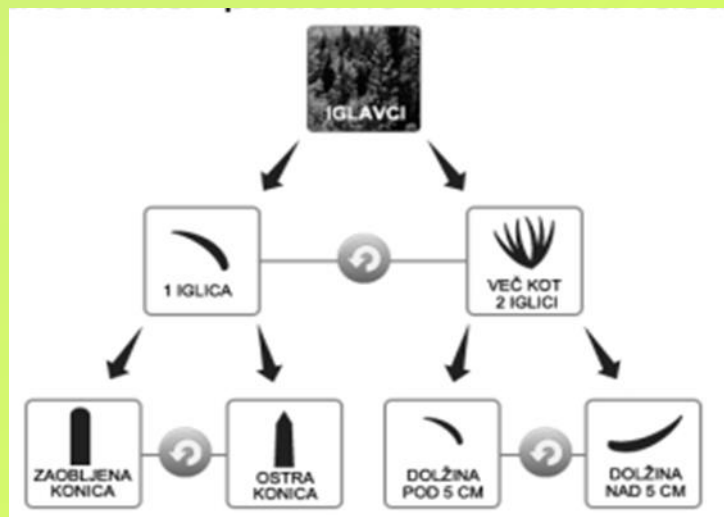 IGLAVCI
1 IGLICA
VEČ KOT
2 IGLICI
ZAOBLJENA
KONICA
OSTRA
KONICA
DOLŽINA
POD 5 CM
DOLŽINA
NAD 5 CM